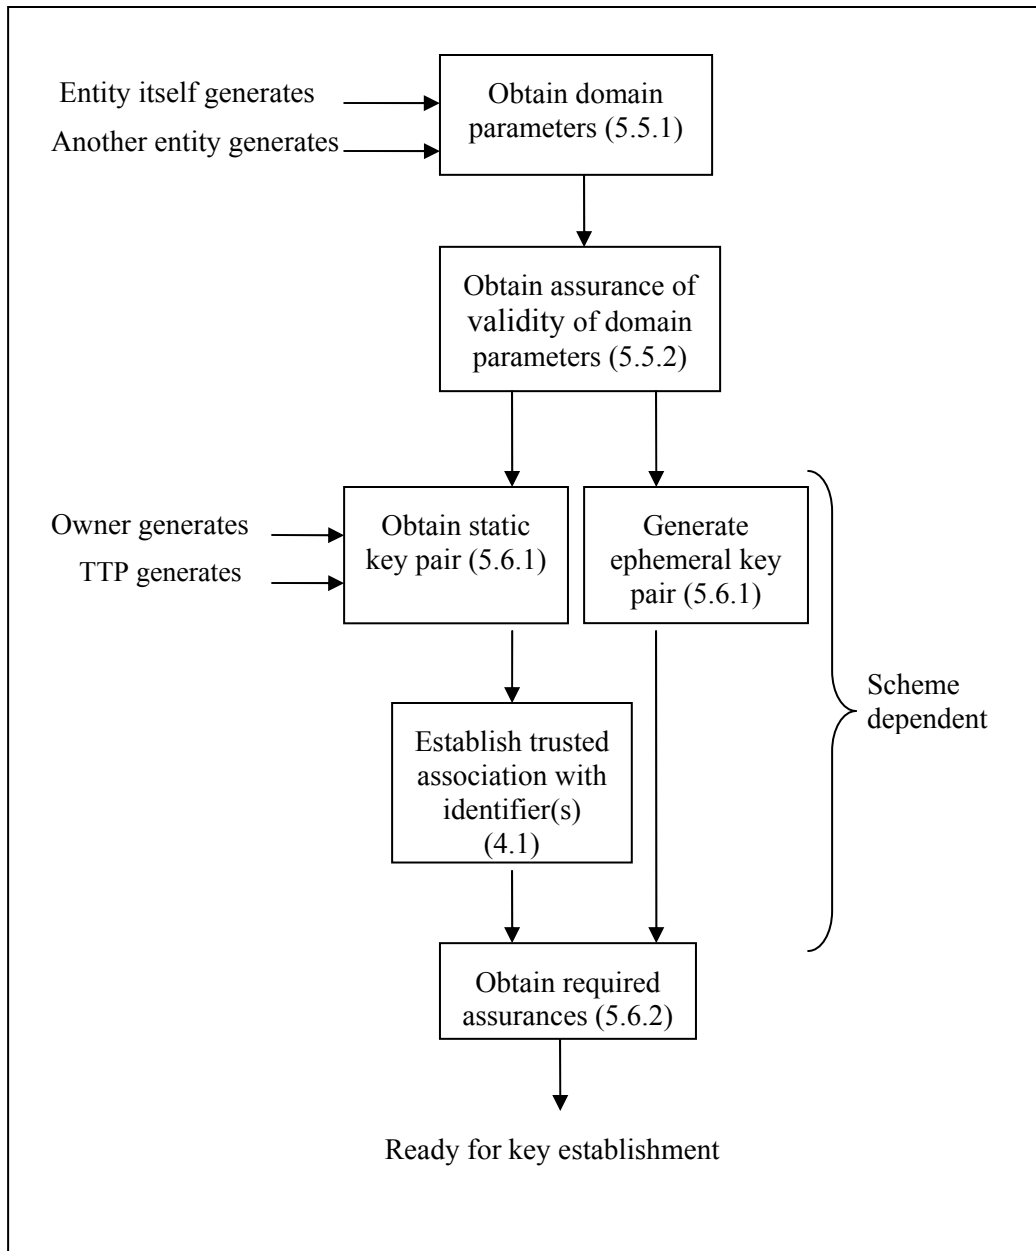 Entity itself generates
Another entity generates
Obtain domain
parameters (5.5.1)
Obtain assurance of
validity of domain
parameters (5.5.2)
Owner generates
TTP generates
Obtain static
key pair (5.6.1)
Generate
ephemeral key
pair (5.6.1)
Scheme
dependent
Establish trusted
association with
identifier(s)
(4.1)
Obtain required
assurances (5.6.2)
Ready for key establishment